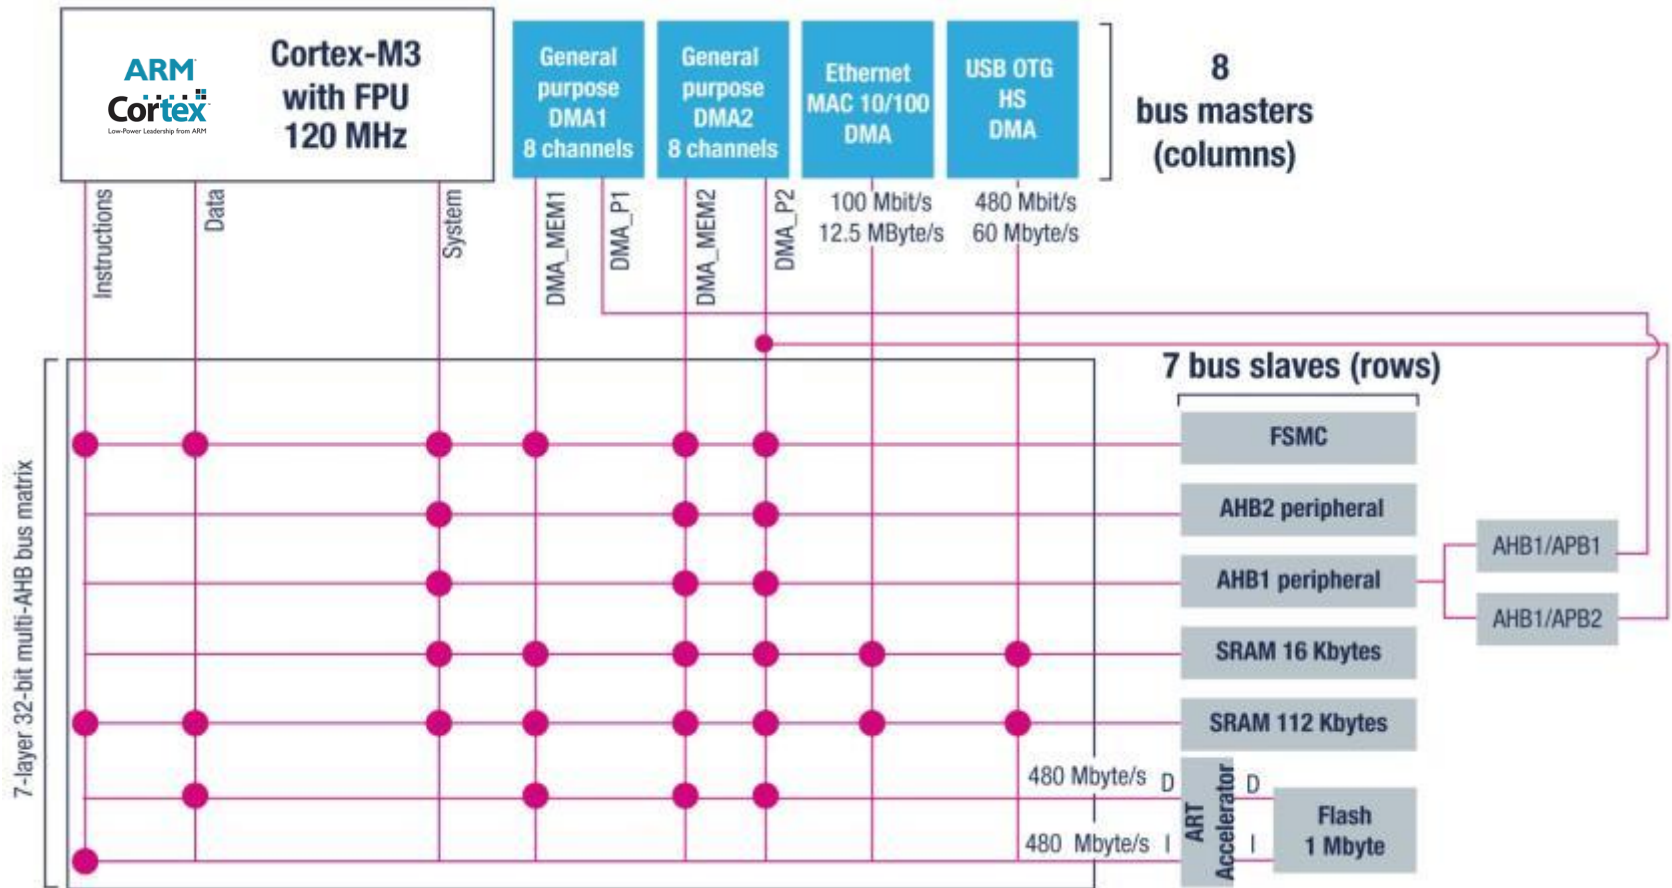 ARM
Cortex
Low-Power Leadership from ARM
Cortex-M3
with FPU
120 MHz
General
purpose
DMA1
8 channels
General
purpose
DMA2
8 channels
Ethernet
MAC 10/100
DMA
USB OTG
HS
DMA
8
bus masters
(columns)
Instructions
Data
System
DMA_MEM1
DMA_P1
DMA_MEM2
DMA_P2
100 Mbit/s
12.5 MByte/s
480 Mbit/s
60 Mbyte/s
7-layer 32-bit multi-AHB bus matrix
7 bus slaves (rows)
FSMC
AHB2 peripheral
AHB1 peripheral
AHB1/APB1
AHB1/APB2
SRAM 16 Kbytes
SRAM 112 Kbytes
480 Mbyte/s D
480 Mbyte/s I
ART
Accelerator
D
I
Flash
1 Mbyte